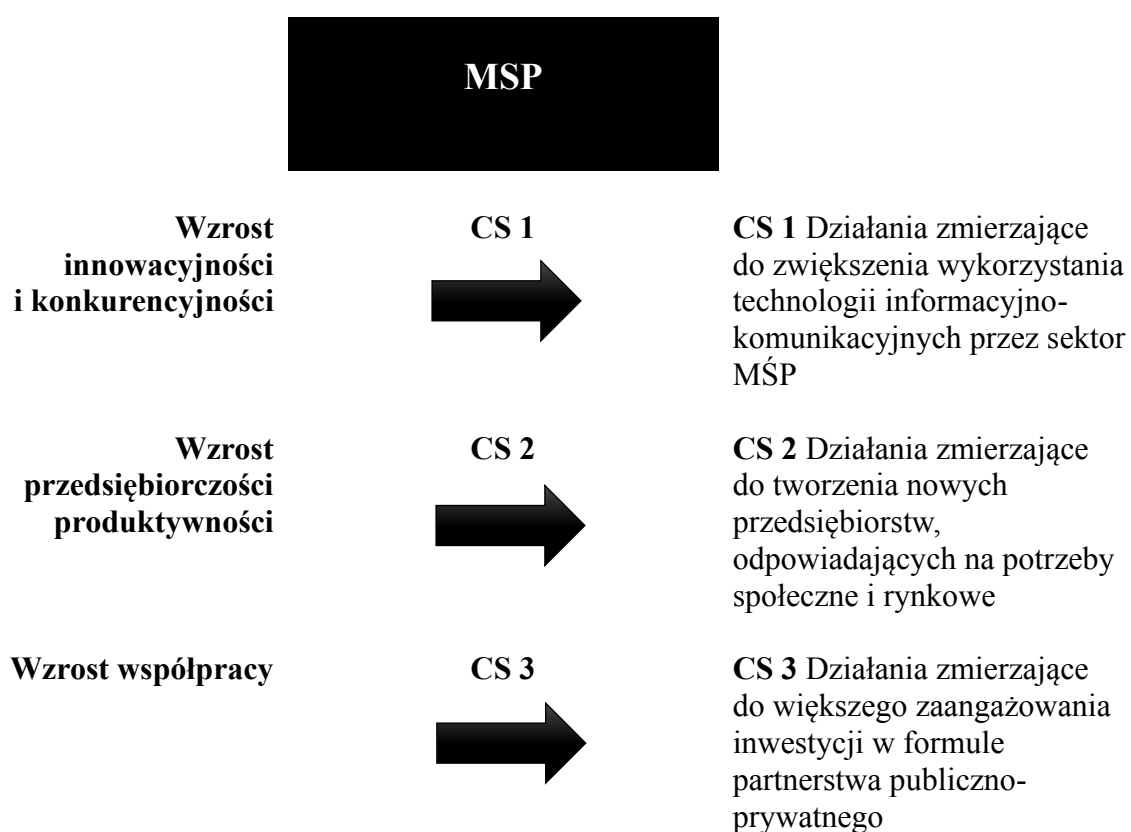 MSP
Wzrost
innowacyjności
i konkurencyjności
CS 1
CS 1 Działania zmierzające
do zwiększenia wykorzystania
technologii informacyjno-
komunikacyjnych przez sektor
MŚP
Wzrost
przedsiębiorczości
produktywności
CS 2
CS 2 Działania zmierzające
do tworzenia nowych
przedsiębiorstw,
odpowiadających na potrzeby
społeczne i rynkowe
Wzrost współpracy
CS 3
CS 3 Działania zmierzające
do większego zaangażowania
inwestycji w formule
partnerstwa publiczno-
prywatnego